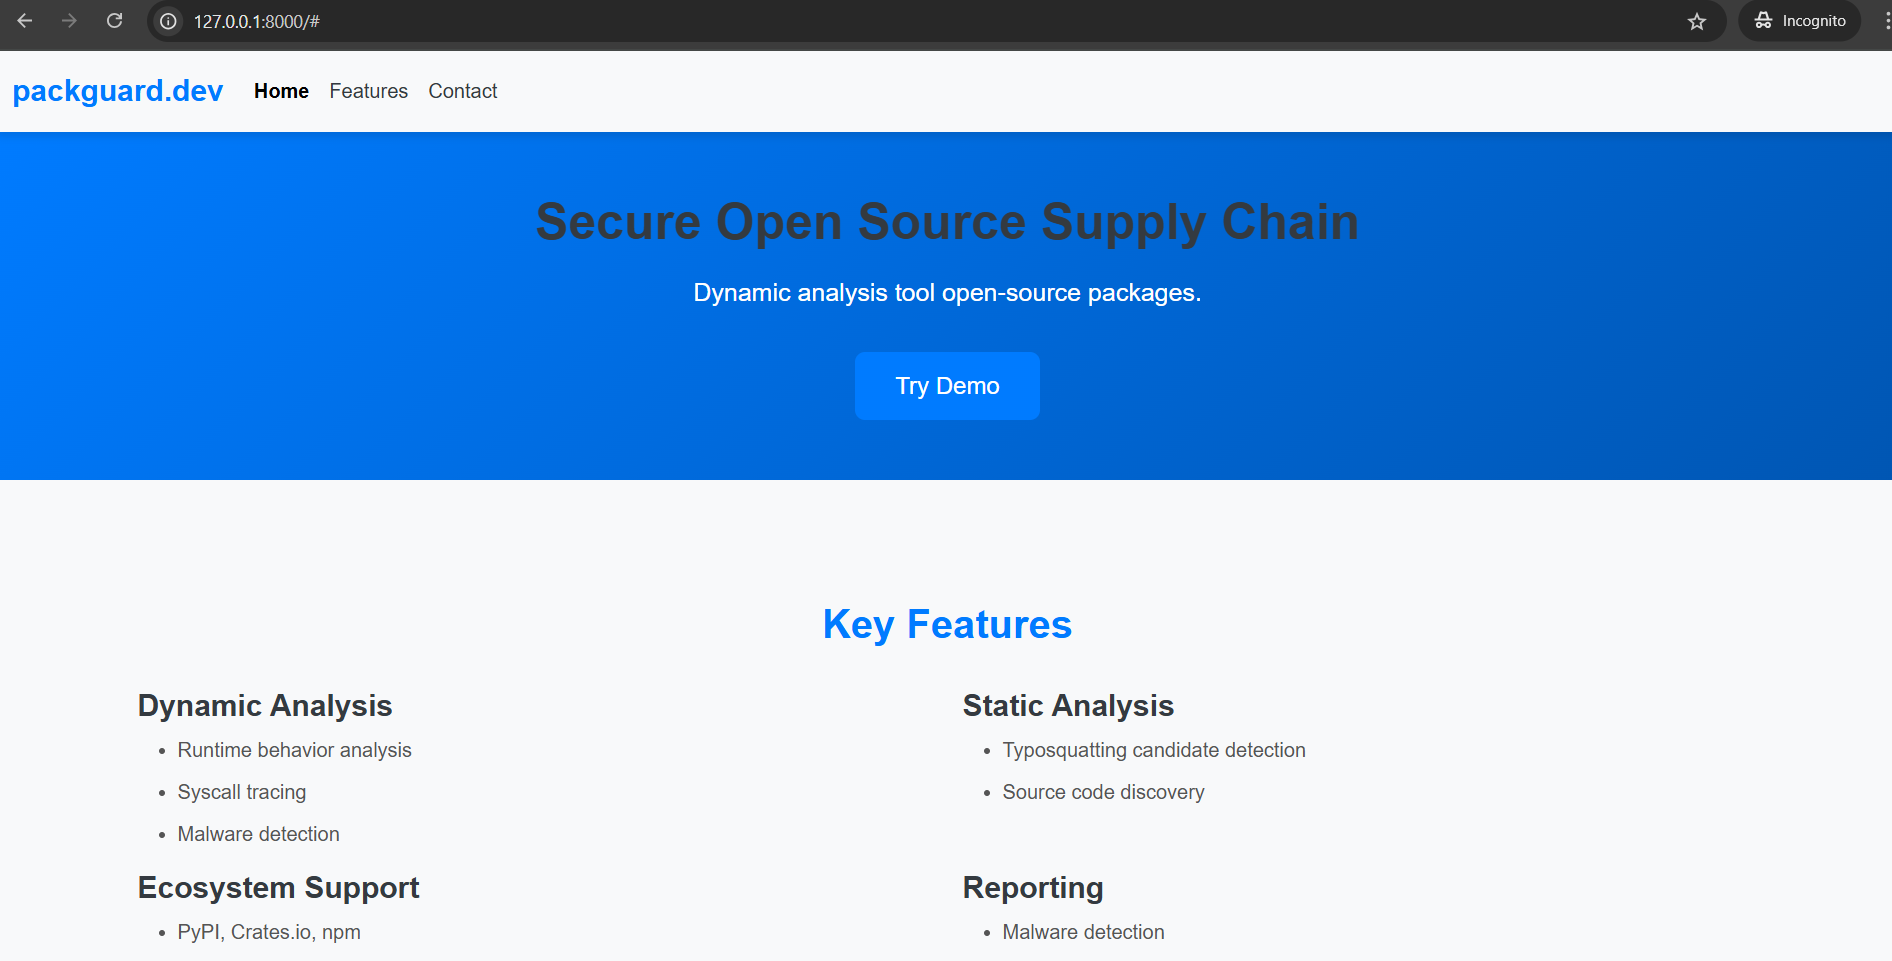 127.0.0.1:8000/#
Incognito
packguard.dev Home Features Contact
Secure Open Source Supply Chain
Dynamic analysis tool open-source packages.
Try Demo
Key Features
Dynamic Analysis
• Runtime behavior analysis
• Syscall tracing
• Malware detection
Static Analysis
• Typosquatting candidate detection
• Source code discovery
Ecosystem Support
• PyPI, Crates.io, npm
Reporting
• Malware detection